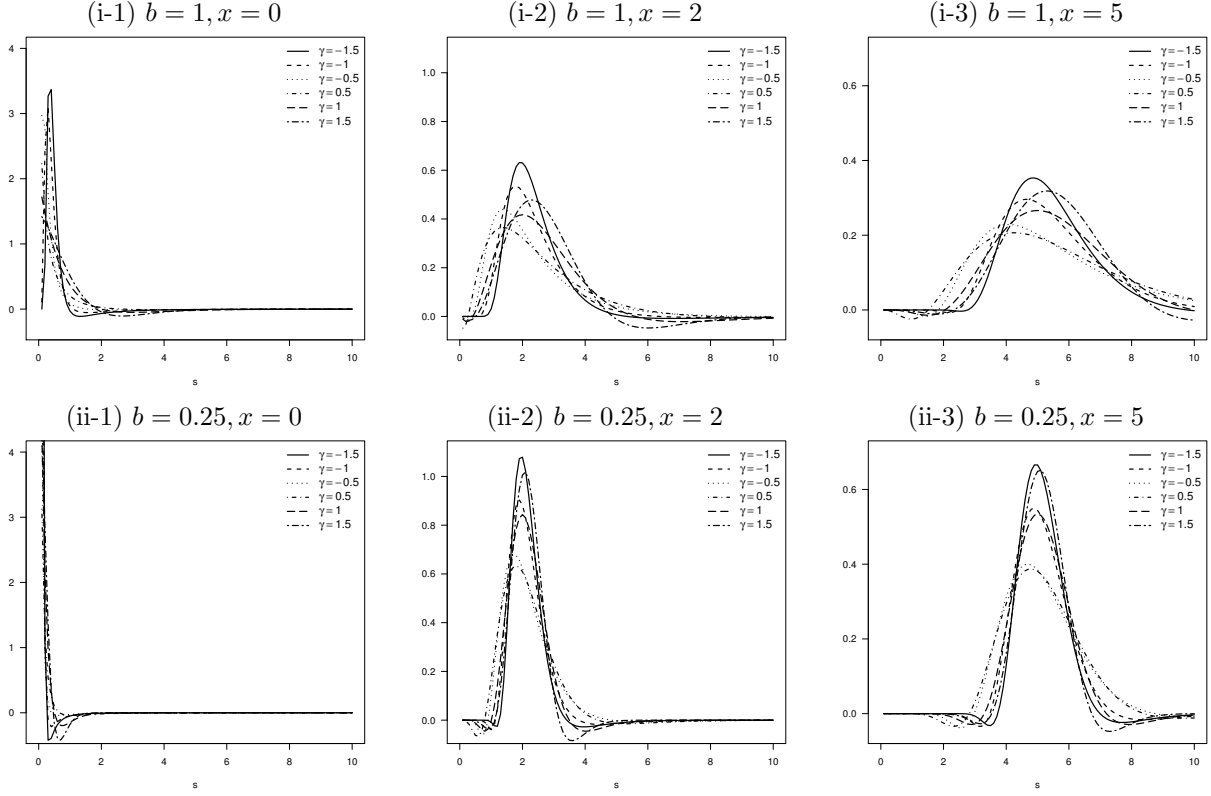 (i-1) b = 1, x = 0
4
3
2
1
0
0 2 4 6 8 10
s
γ=−1.5
γ=−1
γ=−0.5
γ=0.5
γ=1
γ=1.5
(i-2) b = 1, x = 2
1.0
0.8
0.6
0.4
0.2
0.0
0 2 4 6 8 10
s
γ=−1.5
γ=−1
γ=−0.5
γ=0.5
γ=1
γ=1.5
(i-3) b = 1, x = 5
0.6
0.4
0.2
0.0
0 2 4 6 8 10
s
γ=−1.5
γ=−1
γ=−0.5
γ=0.5
γ=1
γ=1.5
(ii-1) b = 0.25, x = 0
4
3
2
1
0
0 2 4 6 8 10
s
γ=−1.5
γ=−1
γ=−0.5
γ=0.5
γ=1
γ=1.5
(ii-2) b = 0.25, x = 2
1.0
0.8
0.6
0.4
0.2
0.0
0 2 4 6 8 10
s
γ=−1.5
γ=−1
γ=−0.5
γ=0.5
γ=1
γ=1.5
(ii-3) b = 0.25, x = 5
0.6
0.4
0.2
0.0
0 2 4 6 8 10
s
γ=−1.5
γ=−1
γ=−0.5
γ=0.5
γ=1
γ=1.5